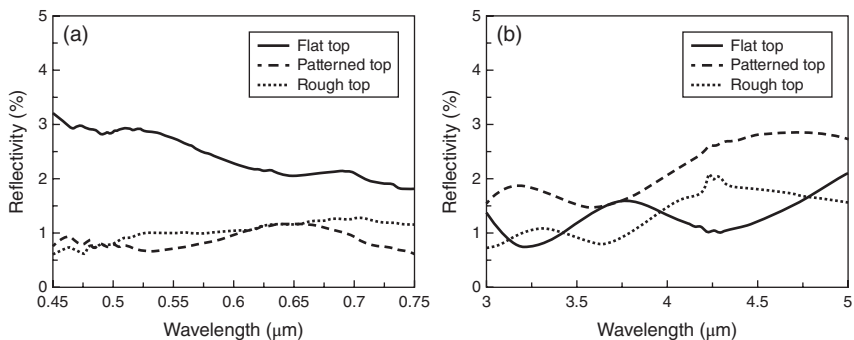 (a)
Flat top
Patterned top
Rough top
5
4
3
2
1
0
Reflectivity (%)
0.45 0.5 0.55 0.6 0.65 0.7 0.75
Wavelength (μm)
(b)
Flat top
Patterned top
Rough top
5
4
3
2
1
0
Reflectivity (%)
3 3.5 4 4.5 5
Wavelength (μm)